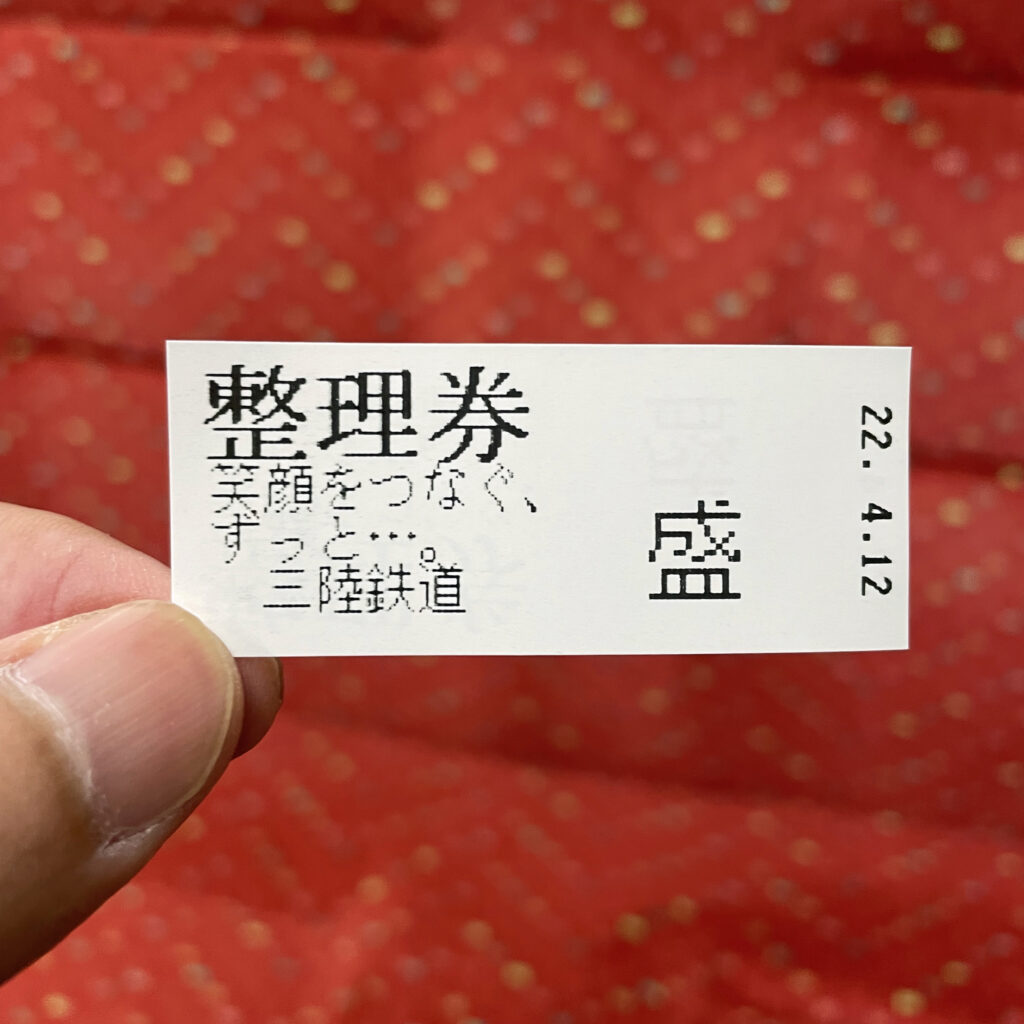 整理券
笑顔をつなぐ、
ずっと…。
三陸鉄道
盛
22. 4.12